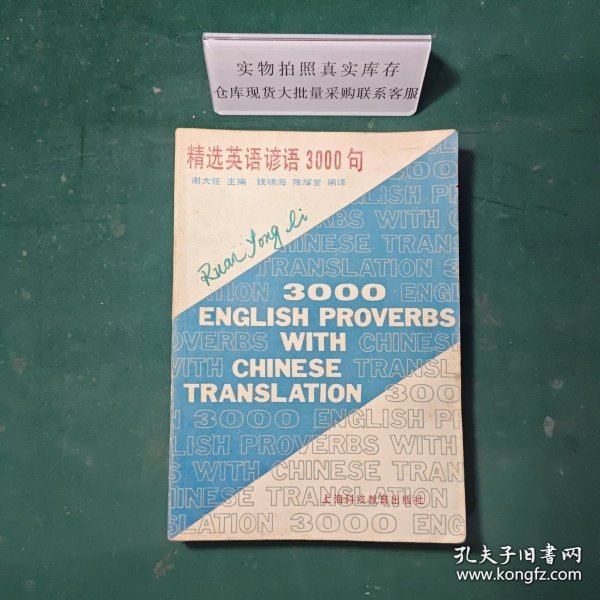 实物拍照真实库存
仓库现货大批量采购联系客服
精选英语谚语3000句
谢大任 主编 钱啸海 陈耀堂 编译
Ruan Yong li
3000
ENGLISH PROVERBS
WITH
CHINESE
TRANSLATION
上海科技教育出版社
孔夫子旧书网
www.kongfz.com